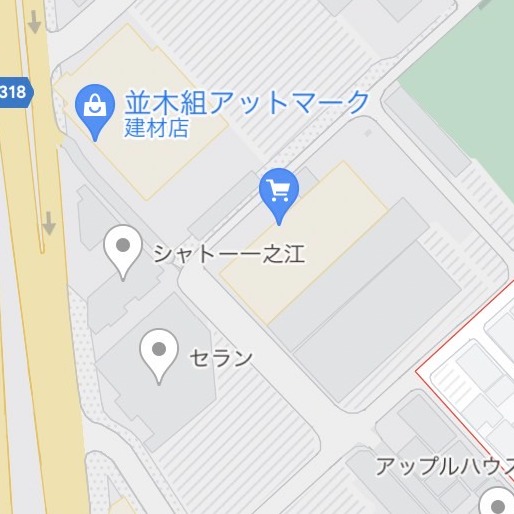 318
並木組アットマーク
建材店
シャトー一之江
セラン
アップルハウス